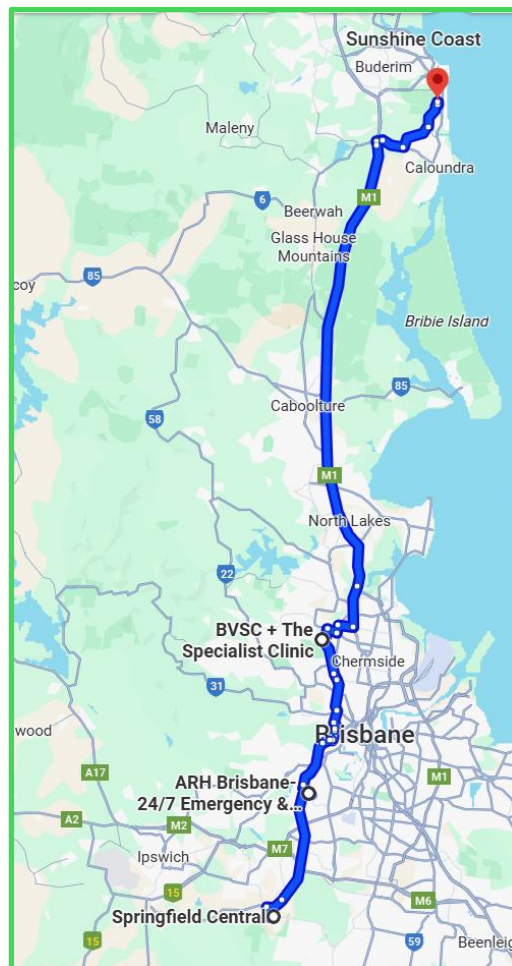 Sunshine Coast
Buderim
Maleny
Caloundra
M1
6
Beerwah
Glass House
Mountains
85
coy
Bribie Island
85
Caboolture
58
M1
North Lakes
22
BVSC + The
Specialist Clinic
Chermside
31
wood
Brisbane
A17
ARH Brisbane-
24/7 Emergency &...
M1
A2
M2
Ipswich
M7
15
M6
Springfield Central
15
59
Beenleig